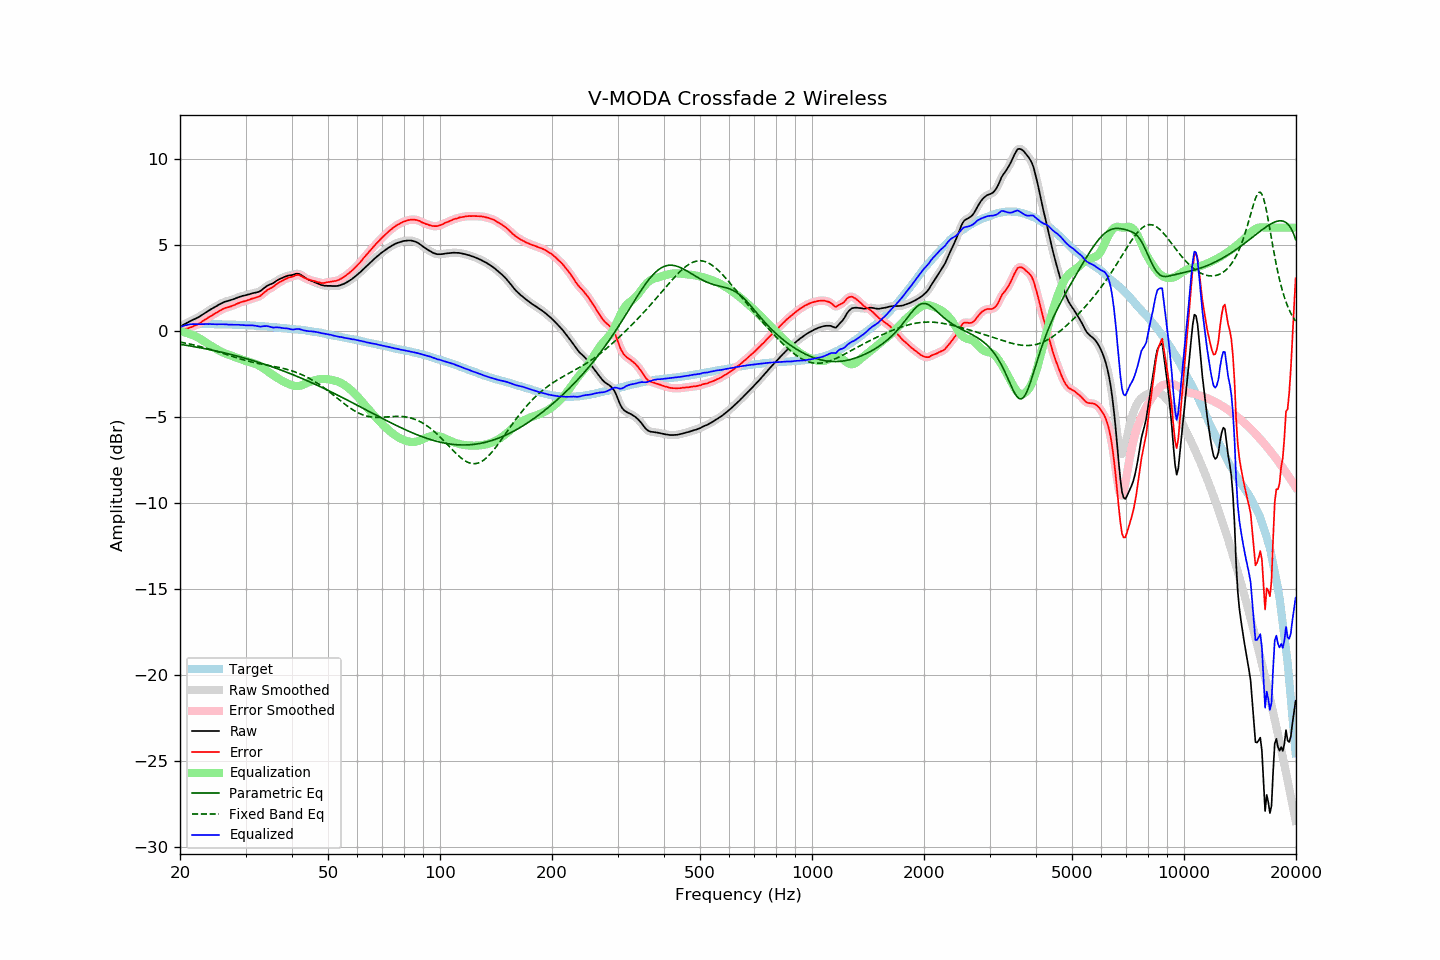 V-MODA Crossfade 2 Wireless
Amplitude (dBr)
10
5
0
−5
−10
−15
−20
−25
−30
Target
Raw Smoothed
Error Smoothed
Raw
Error
Equalization
Parametric Eq
Fixed Band Eq
Equalized
20 50 100 200 500 1000 2000 5000 10000 20000
Frequency (Hz)